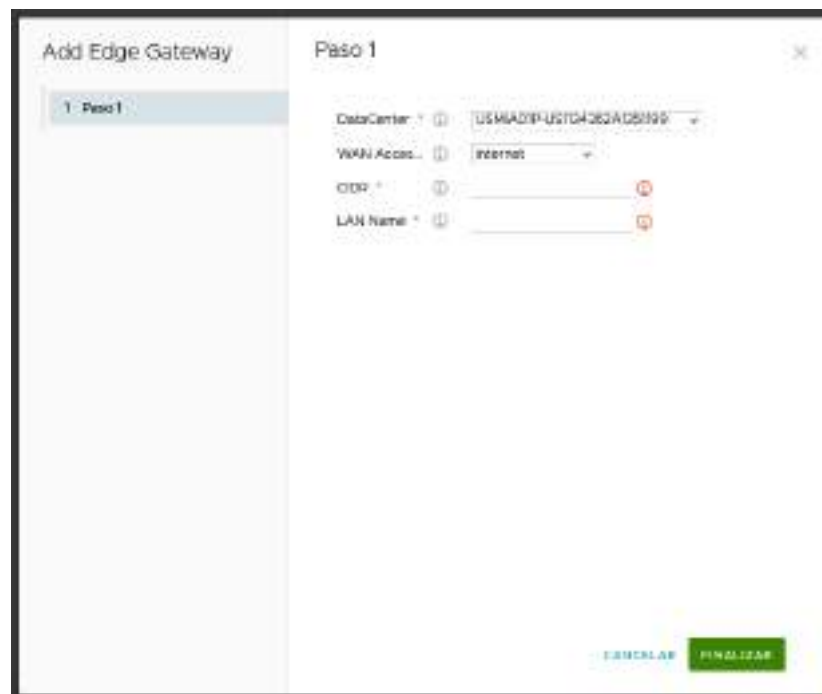 Add Edge Gateway
Paso 1
1 Paso 1
DataCenter *
WAN Acces...
Internet
CIDR *
LAN Name *
CANCELAR
FINALIZAR